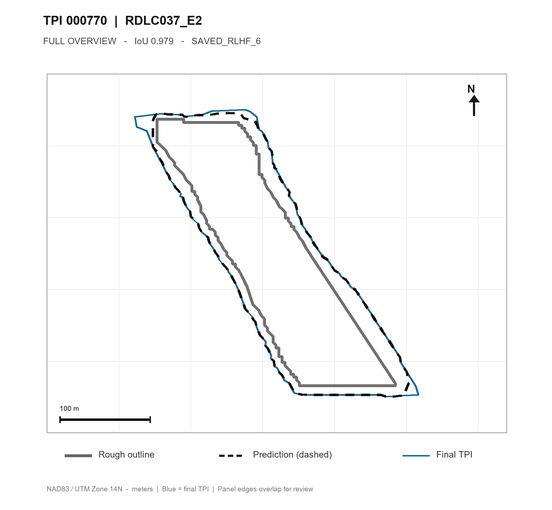 TPI 000770 | RDLC037_E2
FULL OVERVIEW - IoU 0.979 - SAVED_RLHF_6
N
100 m
Rough outline Prediction (dashed) Final TPI
NAD83 / UTM Zone 14N - meters | Blue = final TPI | Panel edges overlap for review